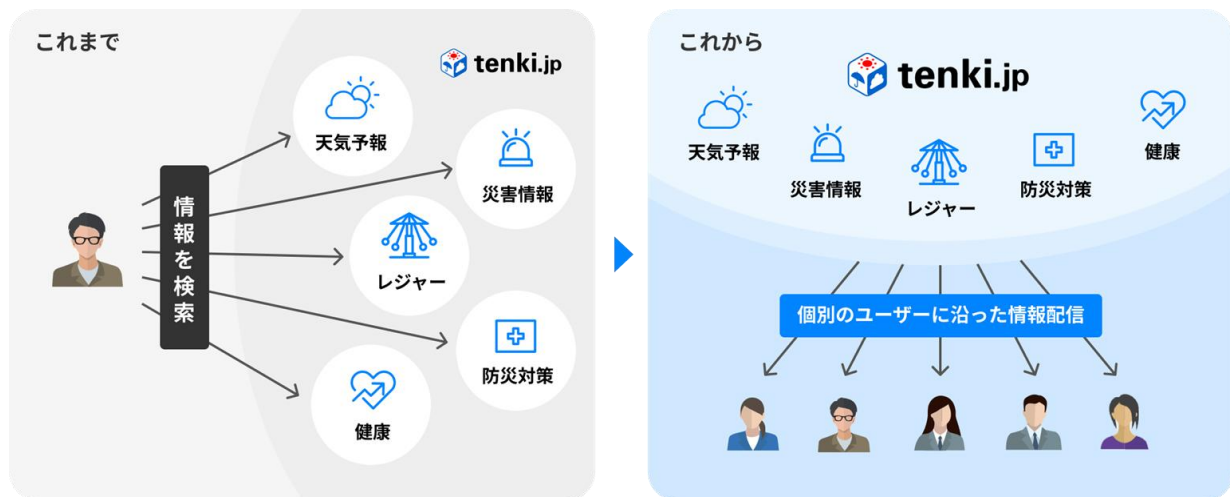 これまで
tenki.jp
天気予報
災害情報
情報を検索
レジャー
防災対策
健康
これから
tenki.jp
天気予報
災害情報
レジャー
防災対策
健康
個別のユーザーに沿った情報配信